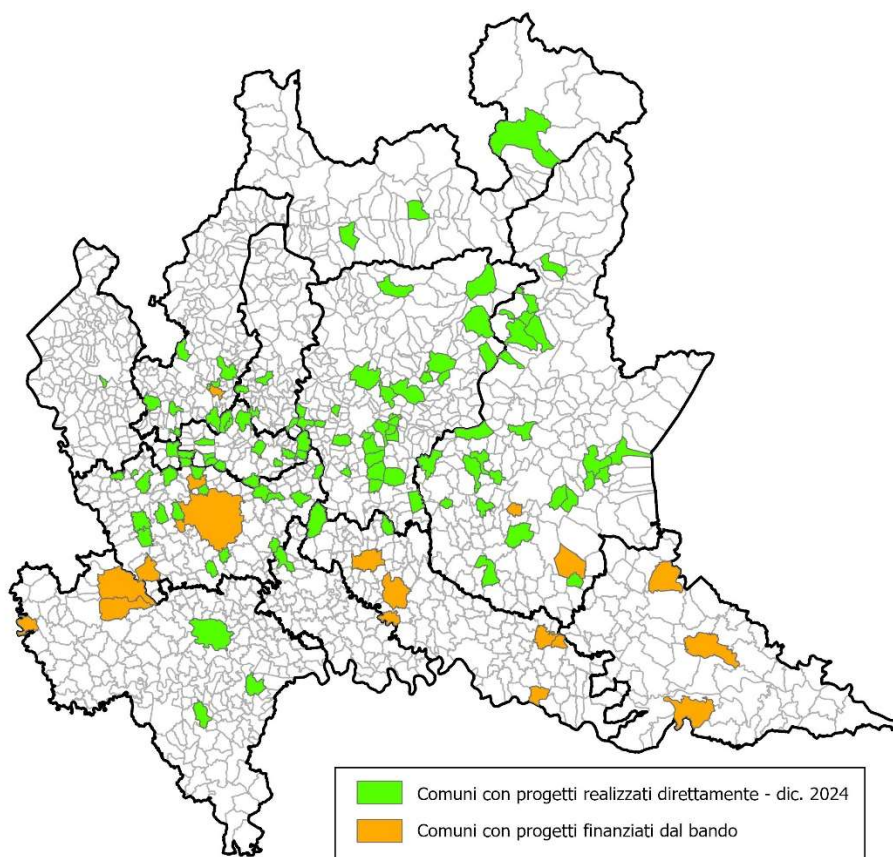 Comuni con progetti realizzati direttamente - dic. 2024
Comuni con progetti finanziati dal bando